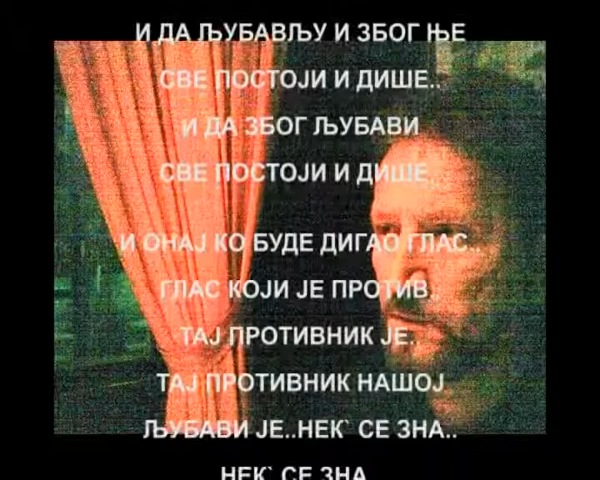 И ДА ЉУБАВЉУ И ЗБОГ ЊЕ
СВЕ ПОСТОЈИ И ДИШЕ..
И ДА ЗБОГ ЉУБАВИ
СВЕ ПОСТОЈИ И ДИШЕ..
И ОНАЈ КО БУДЕ ДИГАО ГЛАС..
ГЛАС КОЈИ ЈЕ ПРОТИВ..
ТАЈ ПРОТИВНИК ЈЕ..
ТАЈ ПРОТИВНИК НАШОЈ
ЉУБАВИ ЈЕ..НЕК` СЕ ЗНА..
НЕК` СЕ ЗНА